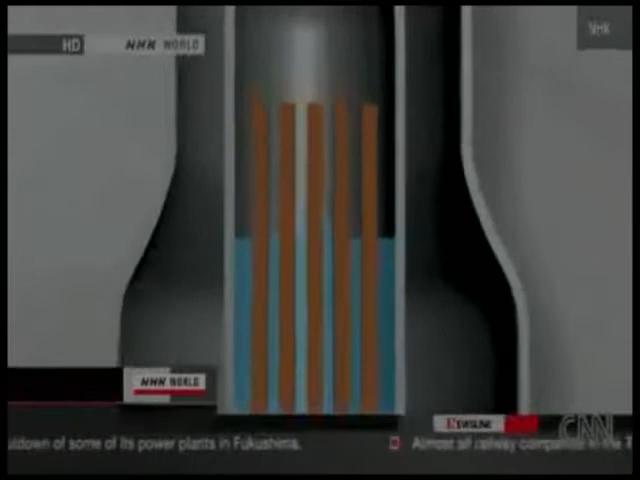 HD NHK WORLD
NHK
NHK WORLD
NEWSLINE
CNN
of some of its power plants in Fukushima. Almost all railway companies in the